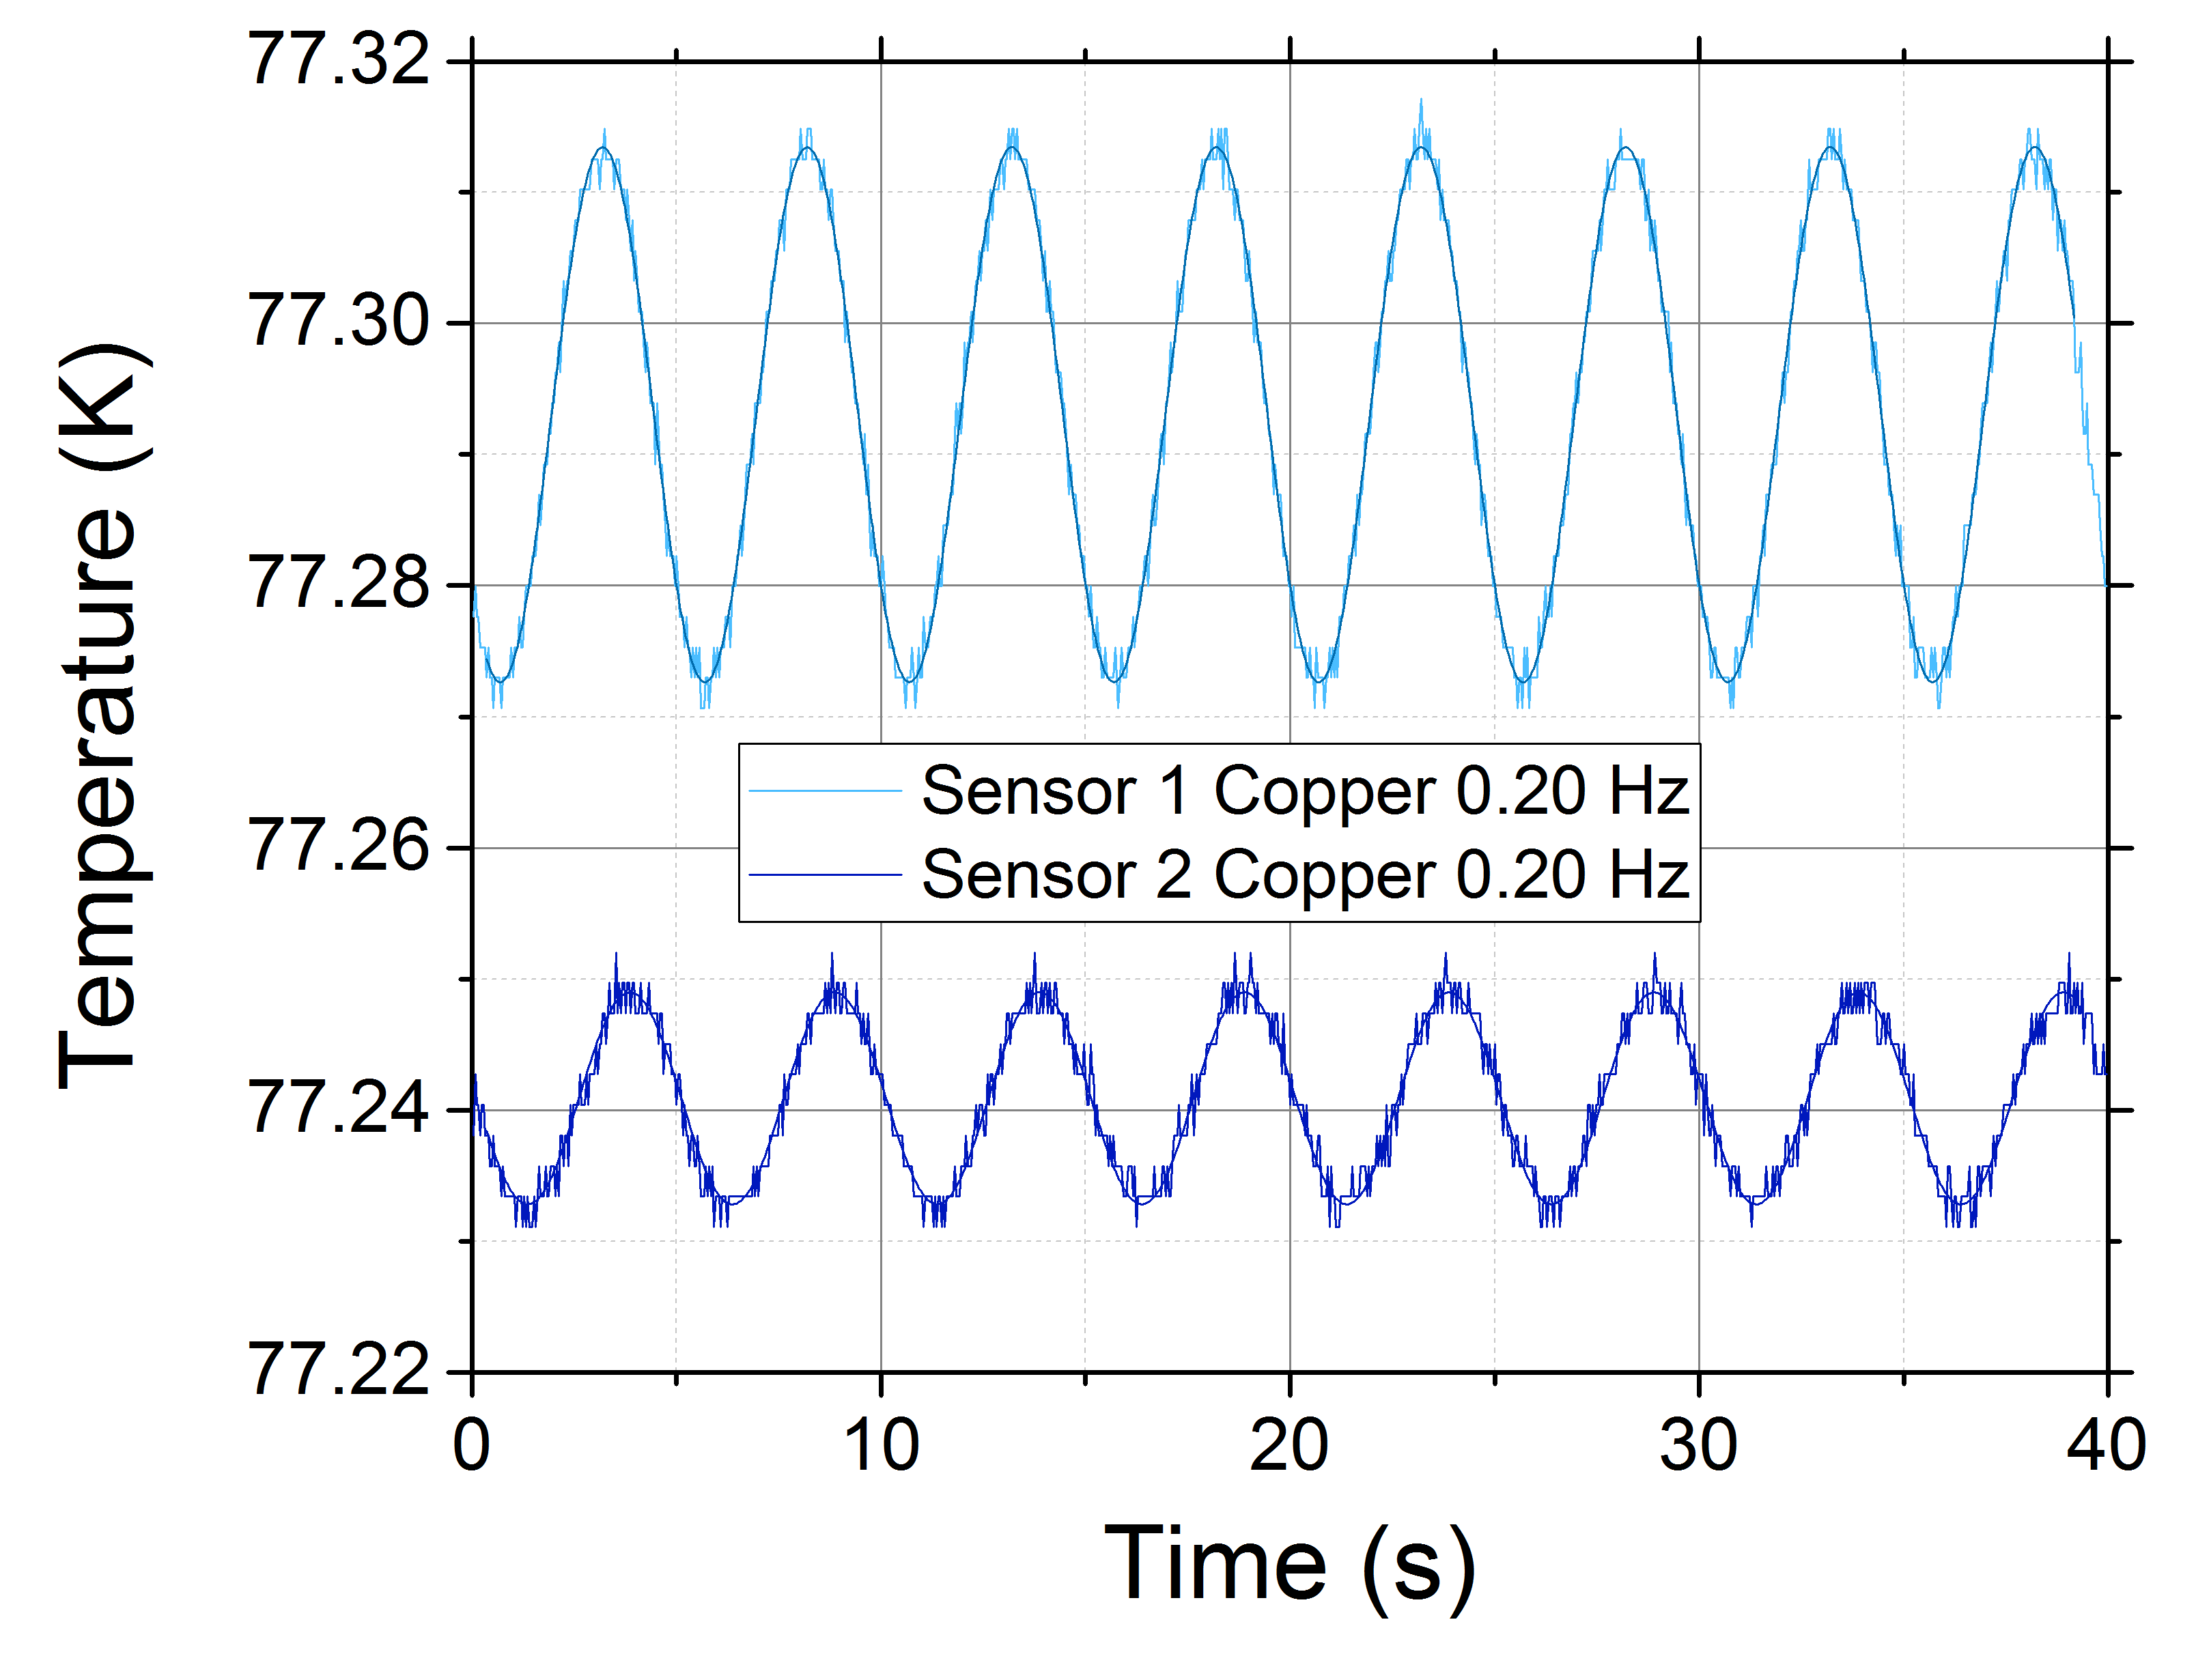 77.32
77.30
77.28
77.26
77.24
77.22
Temperature (K)
Sensor 1 Copper 0.20 Hz
Sensor 2 Copper 0.20 Hz
0 10 20 30 40
Time (s)